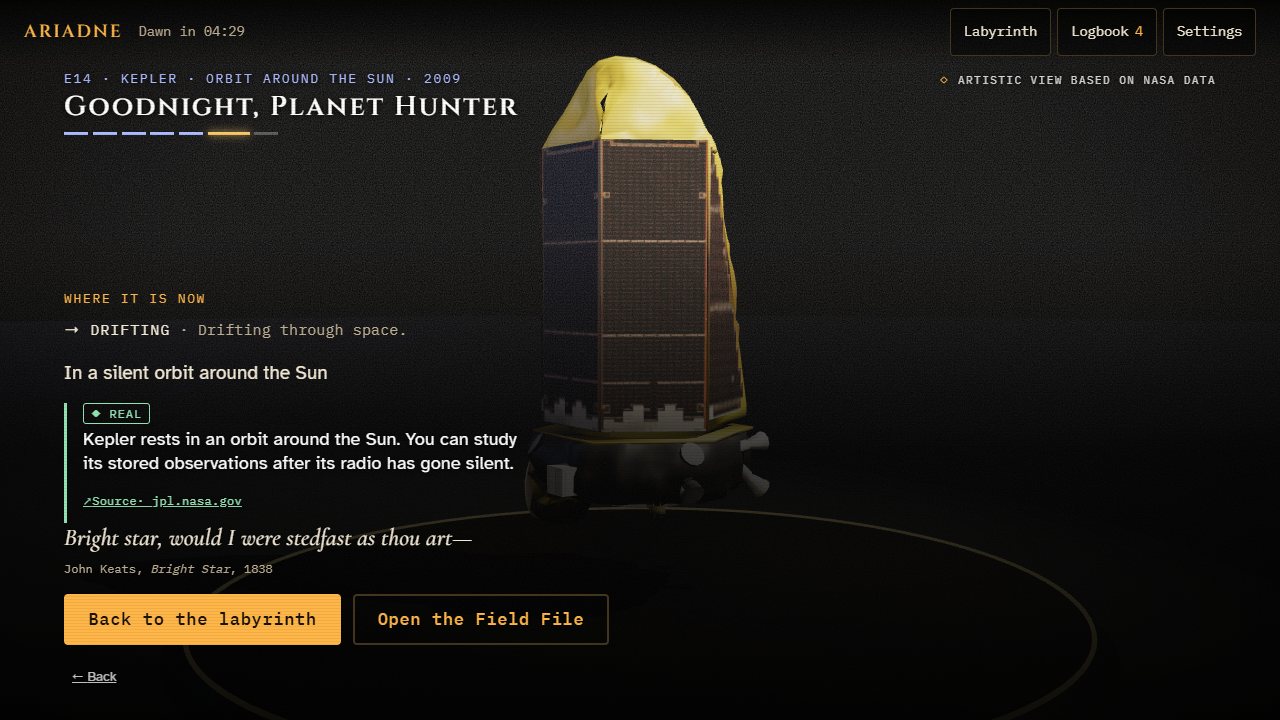 ARIADNE Dawn in 04:29
Labyrinth Logbook 4 Settings
E14 · KEPLER · ORBIT AROUND THE SUN · 2009
◇ ARTISTIC VIEW BASED ON NASA DATA
GOODNIGHT, PLANET HUNTER
WHERE IT IS NOW
→ DRIFTING · Drifting through space.
In a silent orbit around the Sun
◆ REAL
Kepler rests in an orbit around the Sun. You can study
its stored observations after its radio has gone silent.
↗Source· jpl.nasa.gov
Bright star, would I were stedfast as thou art—
John Keats, Bright Star, 1838
Back to the labyrinth Open the Field File
← Back